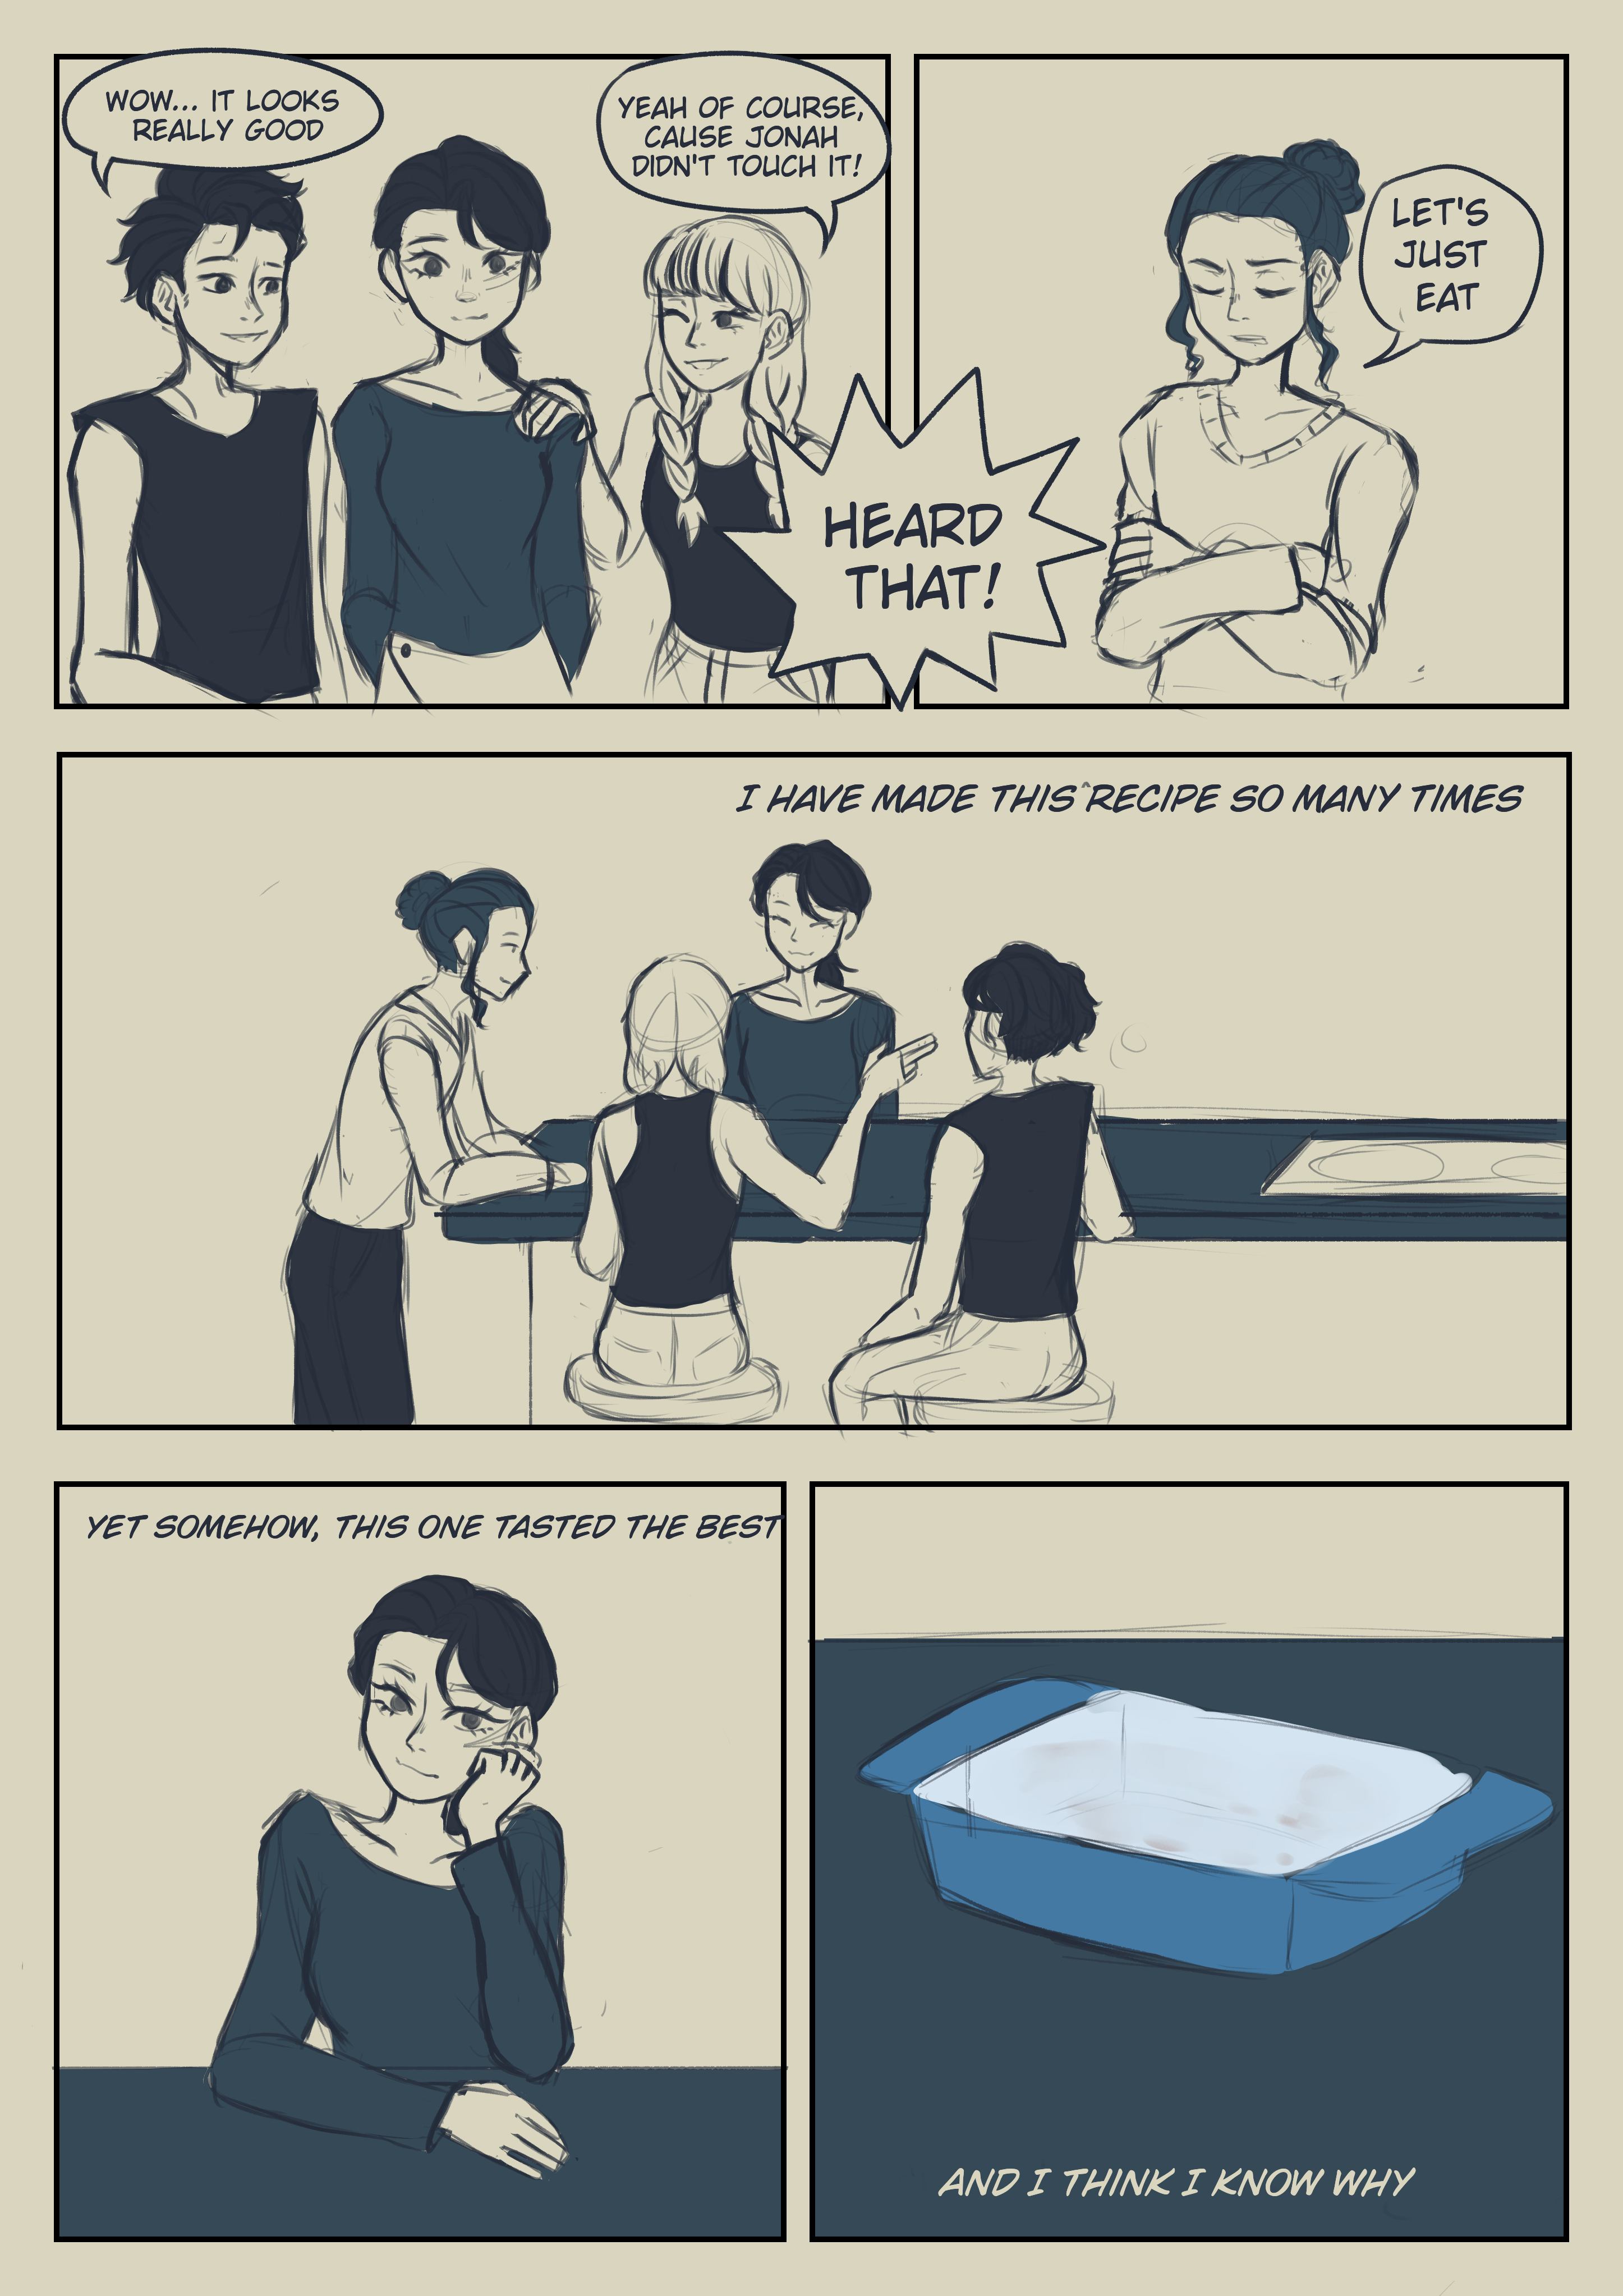 WOW... IT LOOKS
REALLY GOOD
YEAH OF COURSE,
CAUSE JONAH
DIDN'T TOUCH IT!
HEARD
THAT!
LET'S
JUST
EAT
I HAVE MADE THIS RECIPE SO MANY TIMES
YET SOMEHOW, THIS ONE TASTED THE BEST
AND I THINK I KNOW WHY